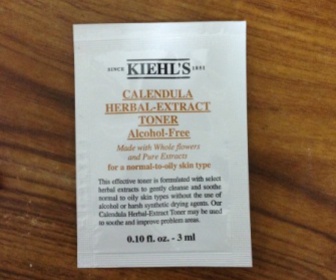 SINCE KIEHL'S 1851
CALENDULA
HERBAL-EXTRACT
TONER
Alcohol-Free
Made with Whole flowers
and Pure Extracts
for a normal-to-oily skin type
This effective toner is formulated with select
herbal extracts to gently cleanse and soothe
normal to oily skin types without the use of
alcohol or harsh synthetic drying agents. Our
Calendula Herbal-Extract Toner may be used
to soothe and improve problem areas.
0.10 fl. oz. - 3 ml